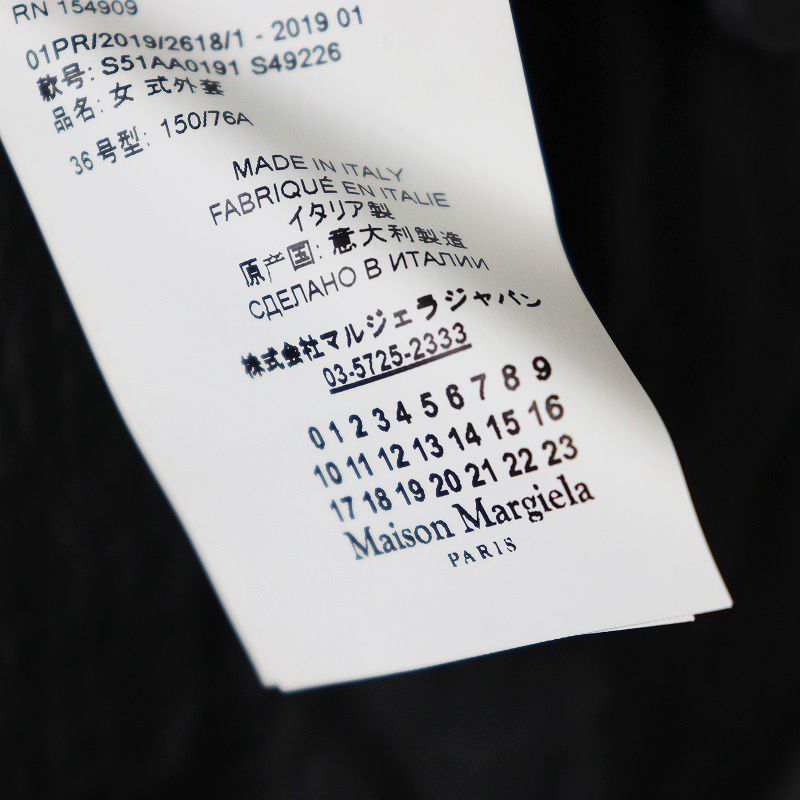 RN 154909
01PR/2019/2618/1 - 2019 01
款号: S51AA0191 S49226
品名: 女 式外套
36号型: 150/76A
MADE IN ITALY
FABRIQUÉ EN ITALIE
イタリア製
原产国: 意大利製造
СДЕЛАНО В ИТАЛИИ
株式会社マルジェラジャパン
03-5725-2333
0 1 2 3 4 5 6 7 8 9
10 11 12 13 14 15 16
17 18 19 20 21 22 23
Maison Margiela
PARIS